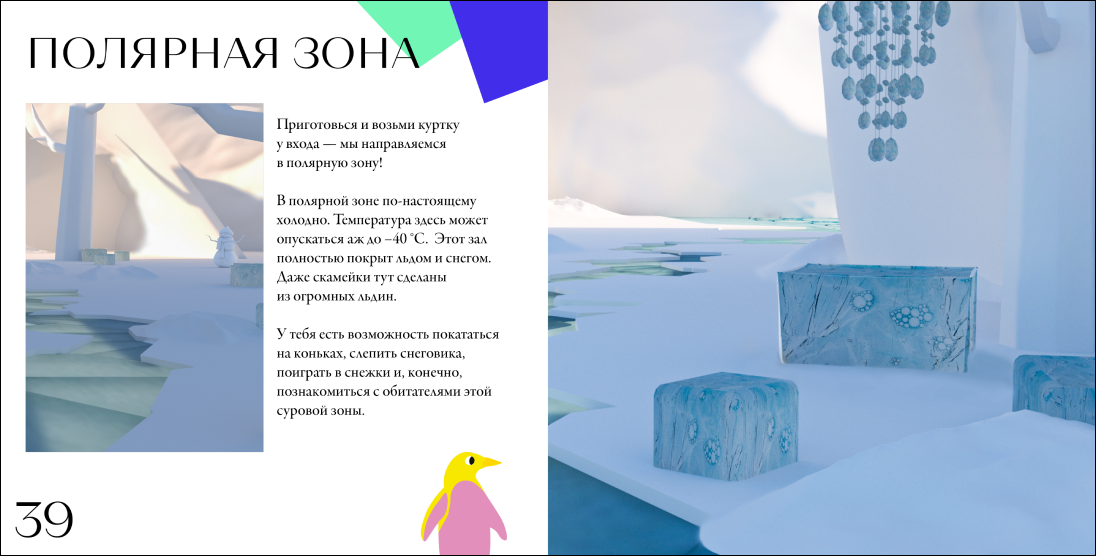 ПОЛЯРНАЯ ЗОНА
Приготовься и возьми куртку
у входа — мы направляемся
в полярную зону!
В полярной зоне по-настоящему
холодно. Температура здесь может
опускаться аж до −40 °C. Этот зал
полностью покрыт льдом и снегом.
Даже скамейки тут сделаны
из огромных льдин.
У тебя есть возможность покататься
на коньках, слепить снеговика,
поиграть в снежки и, конечно,
познакомиться с обитателями этой
суровой зоны.
39